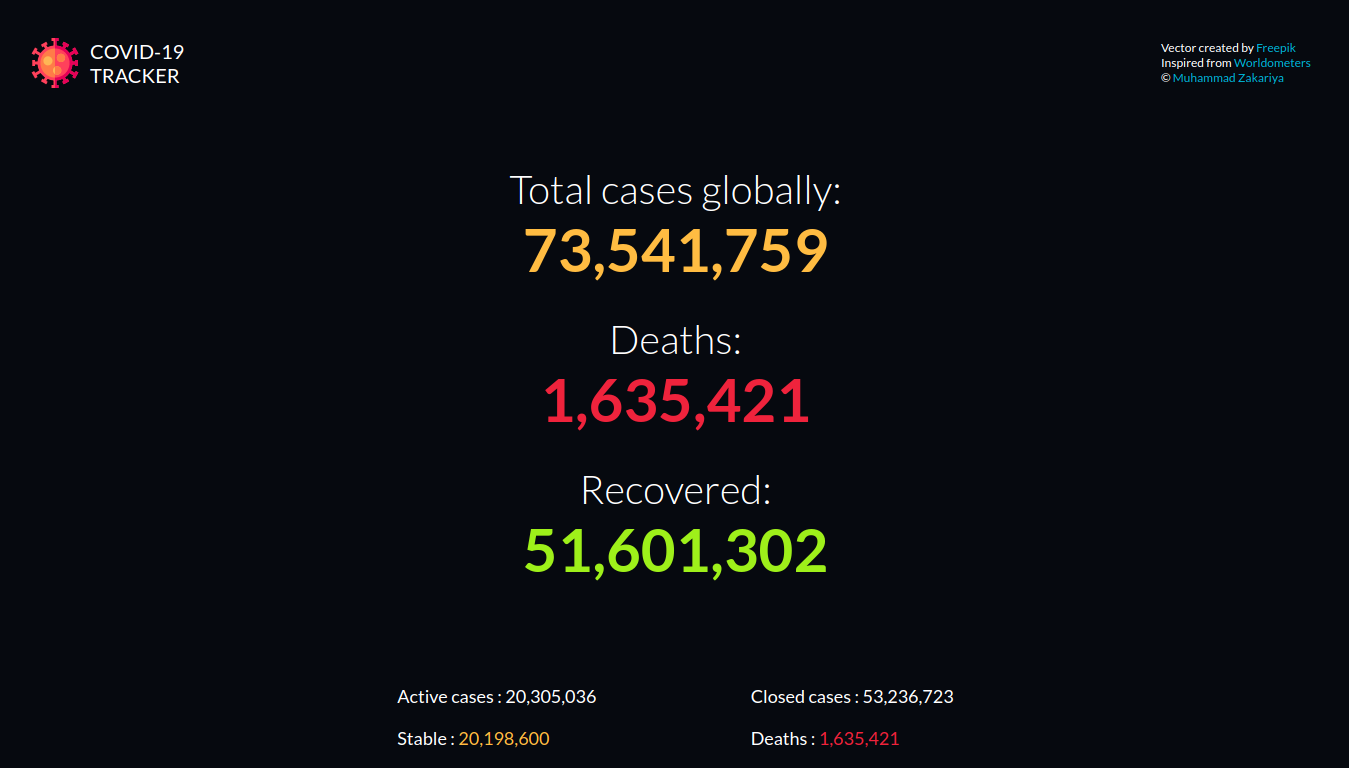 COVID-19
TRACKER
Vector created by Freepik
Inspired from Worldometers
© Muhammad Zakariya
Total cases globally:
73,541,759
Deaths:
1,635,421
Recovered:
51,601,302
Active cases : 20,305,036
Closed cases : 53,236,723
Stable : 20,198,600
Deaths : 1,635,421